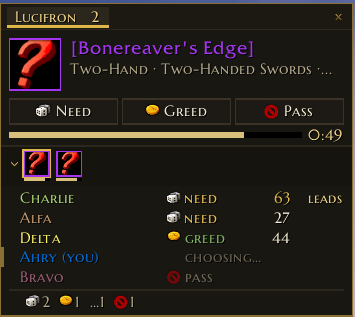 Lucifron 2 ×
[Bonereaver's Edge]
Two-Hand · Two-Handed Swords ·...
Need Greed Pass
0:49
Charlie need 63 leads
Alfa need 27
Delta greed 44
Ahry (you) choosing...
Bravo pass
2 1 ...1 1